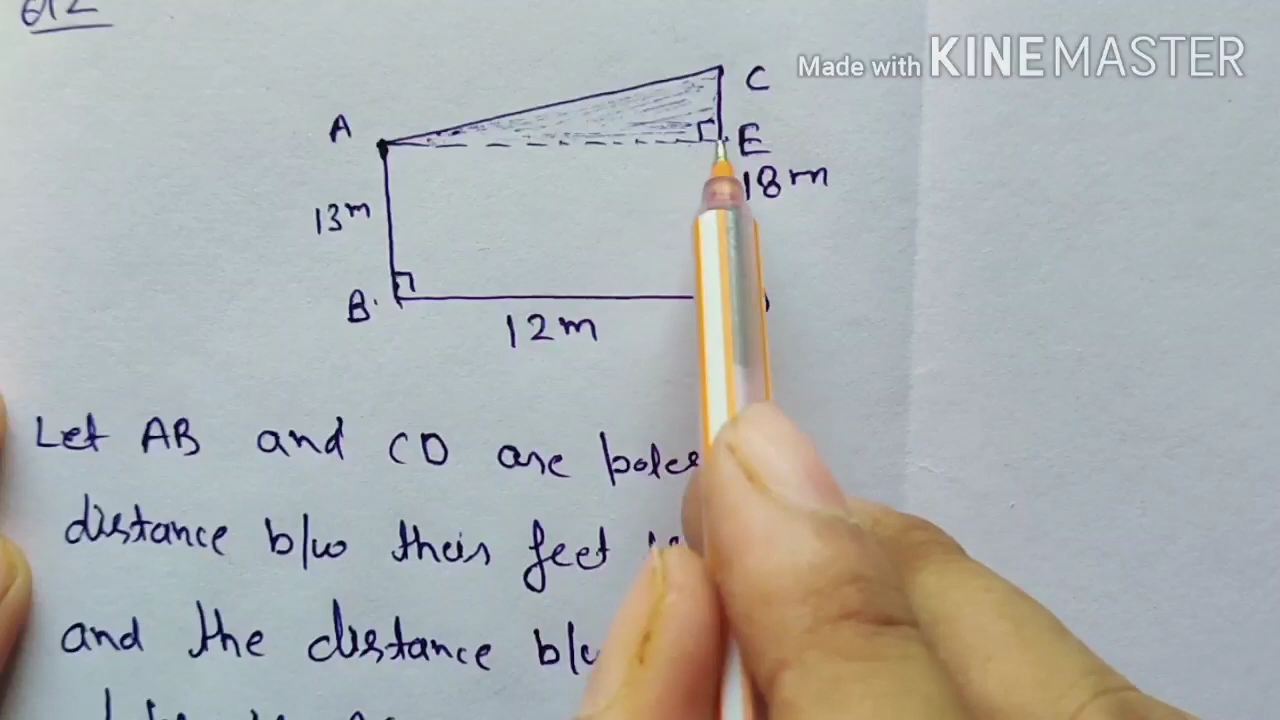 Made with KINEMASTER
C
A
E
18m
13m
B
12m
Let AB and CD are poles
distance b/w their feet
and the distance b/w